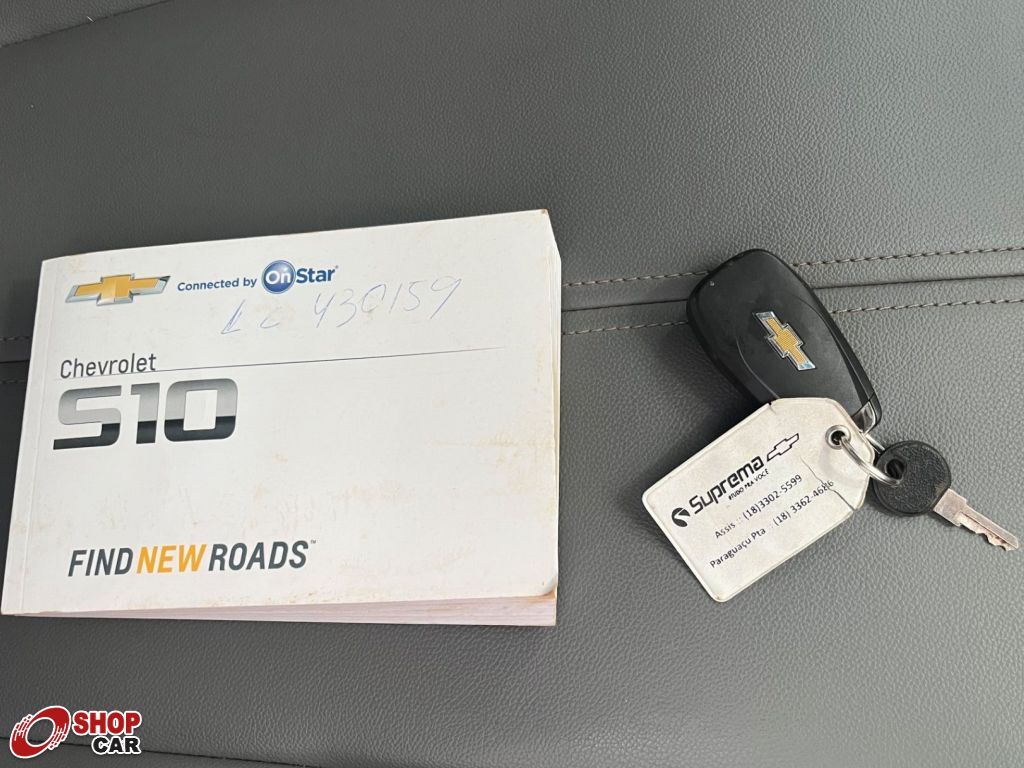 Connected by OnStar
LC 430159
Chevrolet
S10
FIND NEW ROADS™
Suprema
Assis :: (18)3302-5599
Paraguaçu Pta :: (18) 3362-4686
SHOP
CAR